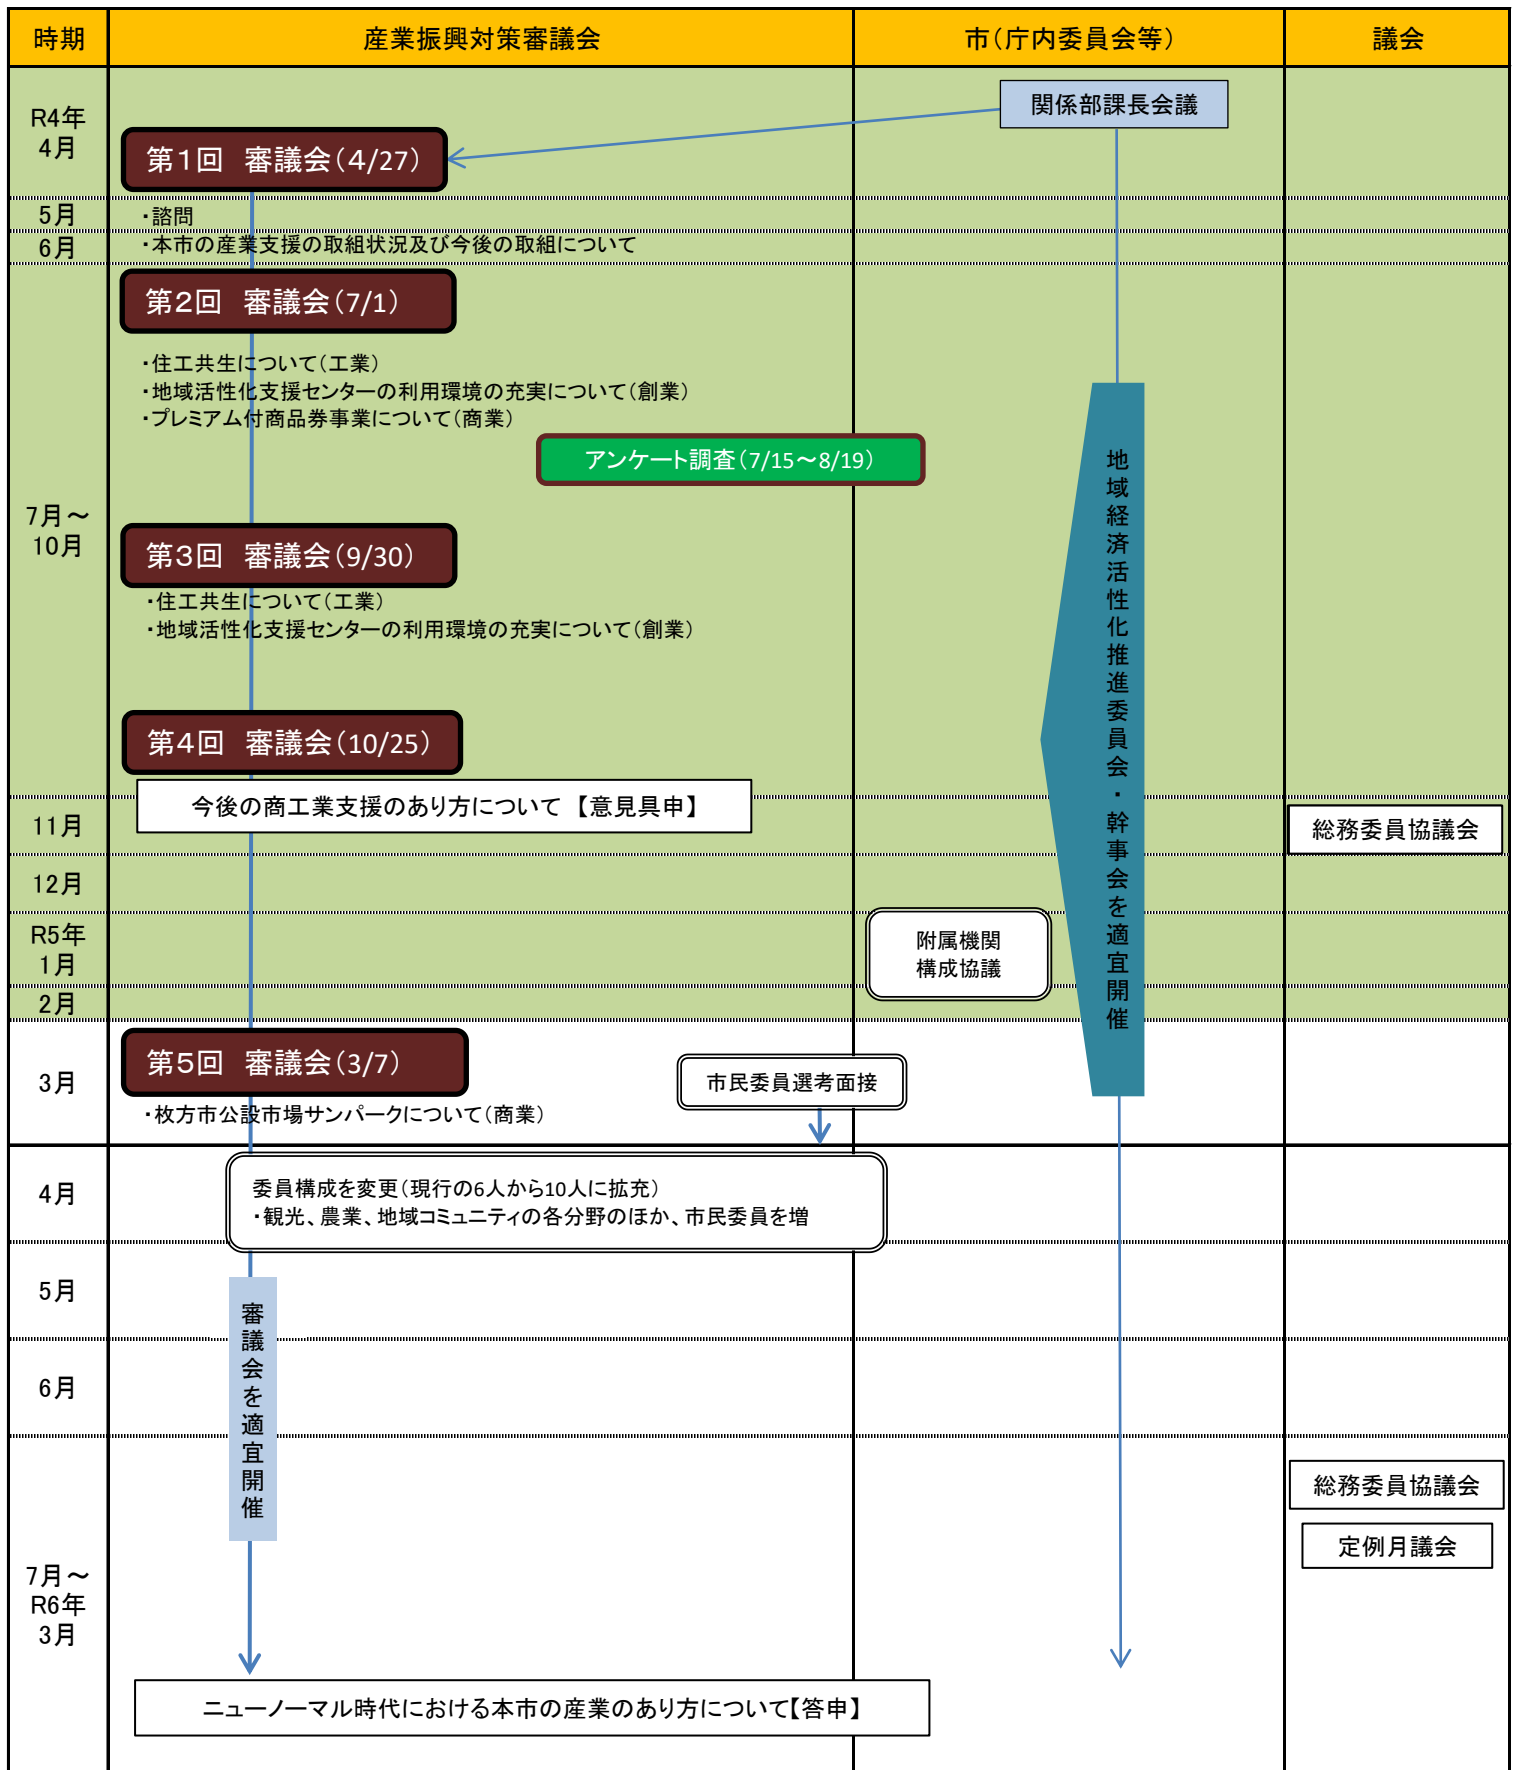 時期
産業振興対策審議会
市（庁内委員会等）
議会
R4年
4月
関係部課長会議
第１回　審議会（４/27）
5月
・諮問
6月
・本市の産業支援の取組状況及び今後の取組について
7月～
10月
第２回　審議会（7/1）
・住工共生について（工業）
・地域活性化支援センターの利用環境の充実について（創業）
・プレミアム付商品券事業について（商業）
アンケート調査（7/15～8/19）
地域経済活性化推進委員会・幹事会を適宜開催
第３回　審議会（9/30）
・住工共生について（工業）
・地域活性化支援センターの利用環境の充実について（創業）
第４回　審議会（10/25）
今後の商工業支援のあり方について 【意見具申】
11月
総務委員協議会
12月
R5年
1月
附属機関
構成協議
2月
3月
第５回　審議会（3/7）
市民委員選考面接
・枚方市公設市場サンパークについて（商業）
4月
委員構成を変更（現行の6人から10人に拡充）
・観光、農業、地域コミュニティの各分野のほか、市民委員を増
5月
審議会を適宜開催
6月
7月～
R6年
3月
総務委員協議会
定例月議会
ニューノーマル時代における本市の産業のあり方について【答申】